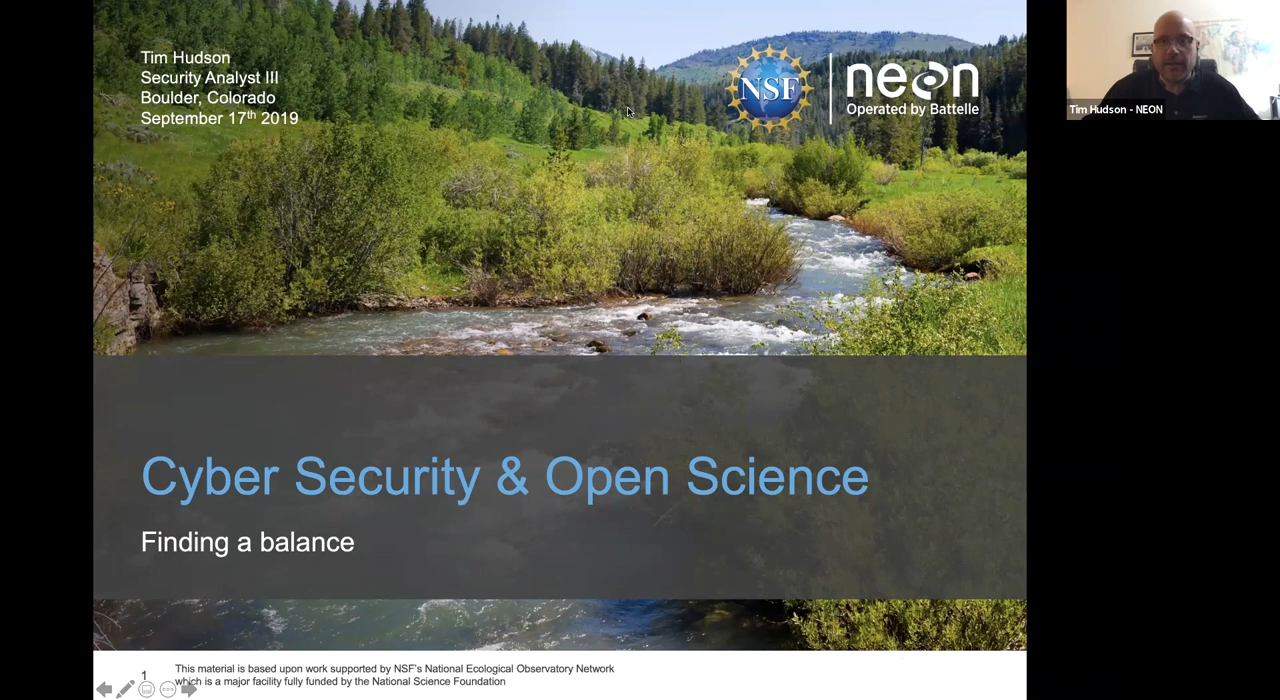 Tim Hudson
Security Analyst III
Boulder, Colorado
September 17th 2019
NSF
neon
Operated by Battelle
Tim Hudson - NEON
Cyber Security & Open Science
Finding a balance
1
This material is based upon work supported by NSF's National Ecological Observatory Network
which is a major facility fully funded by the National Science Foundation